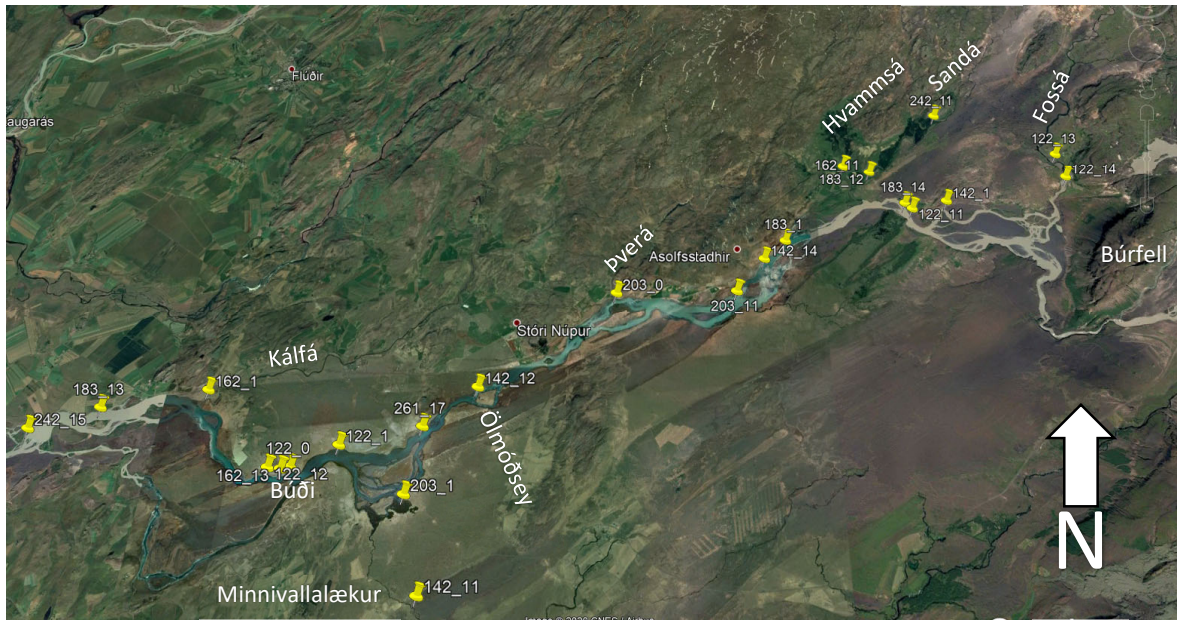 Flúðir
augarás
Hvammsá
Sandá
Fossá
242_11
122_13
162_11
183_12
122_14
183_14
142_1
122_11
183_1
Búrfell
Þverá
Asolfsstadhir
142_14
203_0
203_11
Stóri Núpur
Kálfá
162_1
142_12
183_13
242_15
261_17
Ölmóðsey
122_1
122_0
162_13
122_12
Búði
203_1
N
142_11
Minnivallalækur